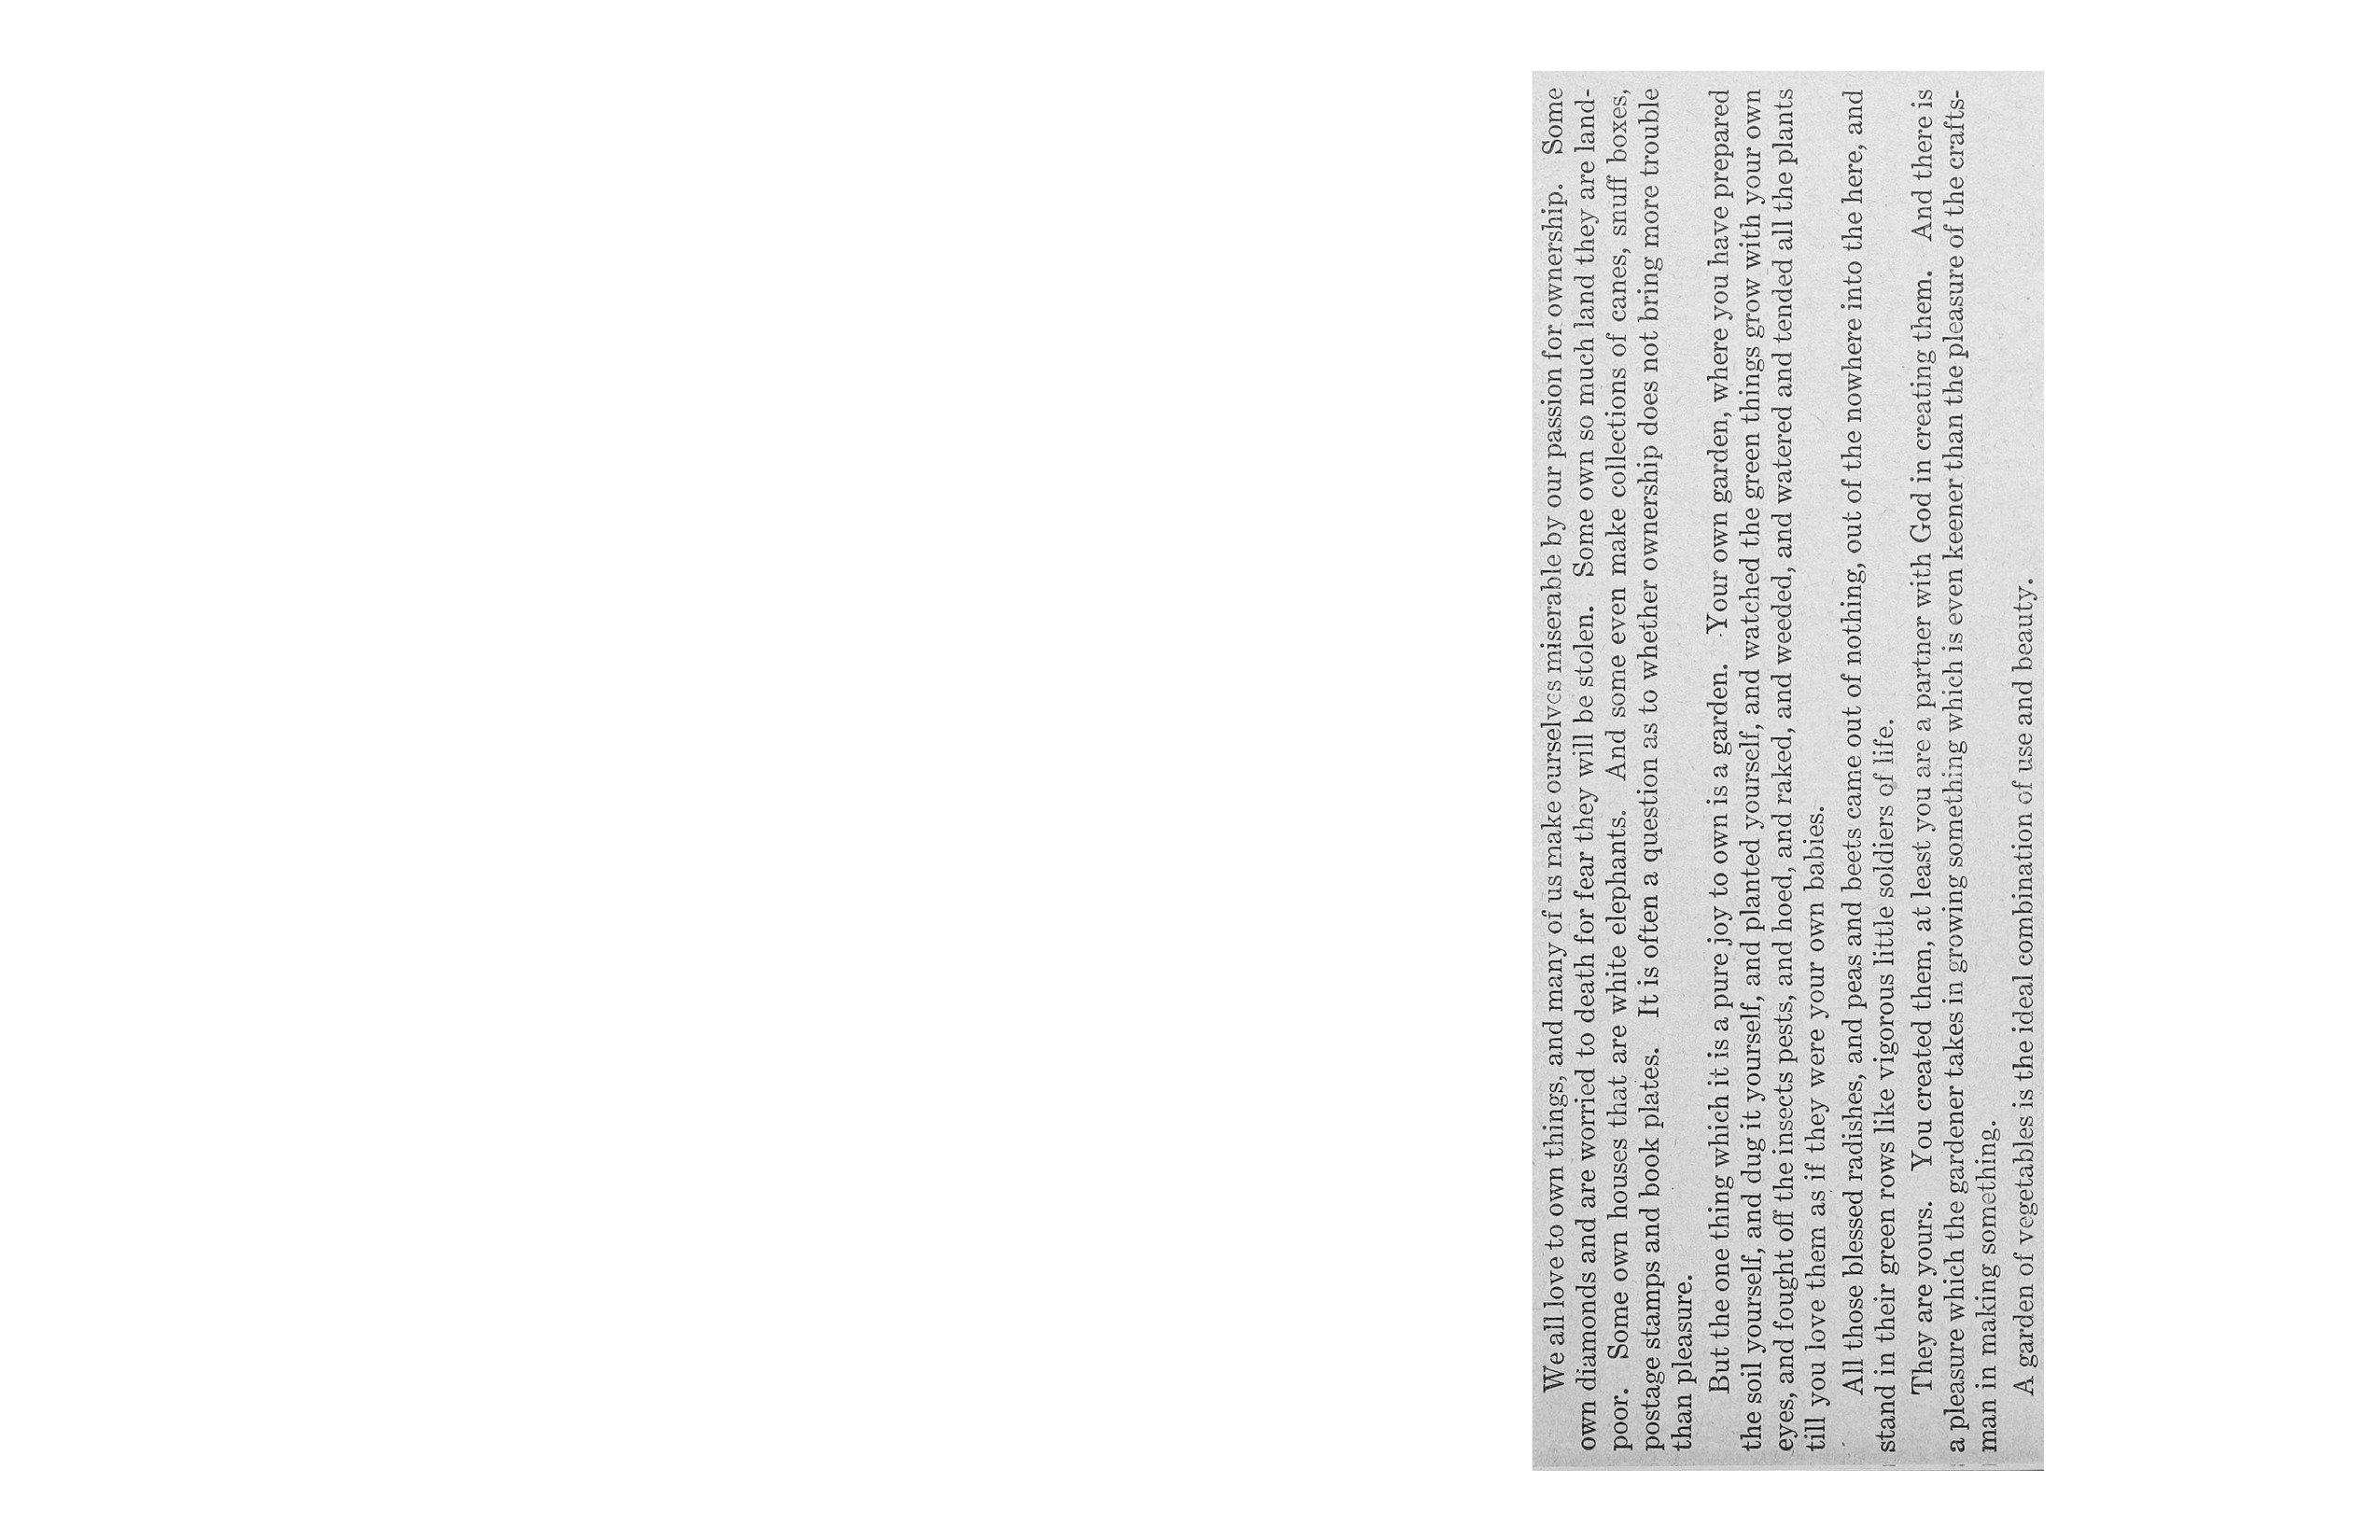 We all love to own things, and many of us make ourselves miserable by our passion for ownership. Some
own diamonds and are worried to death for fear they will be stolen. Some own so much land they are land-
poor. Some own houses that are white elephants. And some even make collections of canes, snuff boxes,
postage stamps and book plates. It is often a question as to whether ownership does not bring more trouble
than pleasure.
But the one thing which it is a pure joy to own is a garden. Your own garden, where you have prepared
the soil yourself, and dug it yourself, and planted yourself, and watched the green things grow with your own
eyes, and fought off the insects pests, and hoed, and raked, and weeded, and watered and tended all the plants
till you love them as if they were your own babies.
All those blessed radishes, and peas and beets came out of nothing, out of the nowhere into the here, and
stand in their green rows like vigorous little soldiers of life.
They are yours. You created them, at least you are a partner with God in creating them. And there is
a pleasure which the gardener takes in growing something which is even keener than the pleasure of the crafts-
man in making something.
A garden of vegetables is the ideal combination of use and beauty.